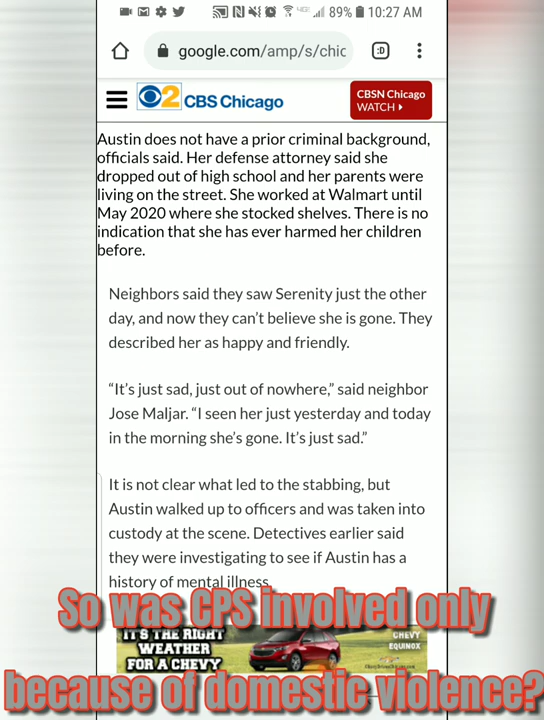 89% 10:27 AM
google.com/amp/s/chic
:D
2 CBS Chicago
CBSN Chicago
WATCH
Austin does not have a prior criminal background,
officials said. Her defense attorney said she
dropped out of high school and her parents were
living on the street. She worked at Walmart until
May 2020 where she stocked shelves. There is no
indication that she has ever harmed her children
before.
Neighbors said they saw Serenity just the other
day, and now they can’t believe she is gone. They
described her as happy and friendly.
“It’s just sad, just out of nowhere,” said neighbor
Jose Maljar. “I seen her just yesterday and today
in the morning she’s gone. It’s just sad.”
It is not clear what led to the stabbing, but
Austin walked up to officers and was taken into
custody at the scene. Detectives earlier said
they were investigating to see if Austin has a
history of mental illness.
So was CPS involved only
IT'S THE RIGHT
WEATHER
FOR A CHEVY
CHEVY
EQUINOX
because of domestic violence?